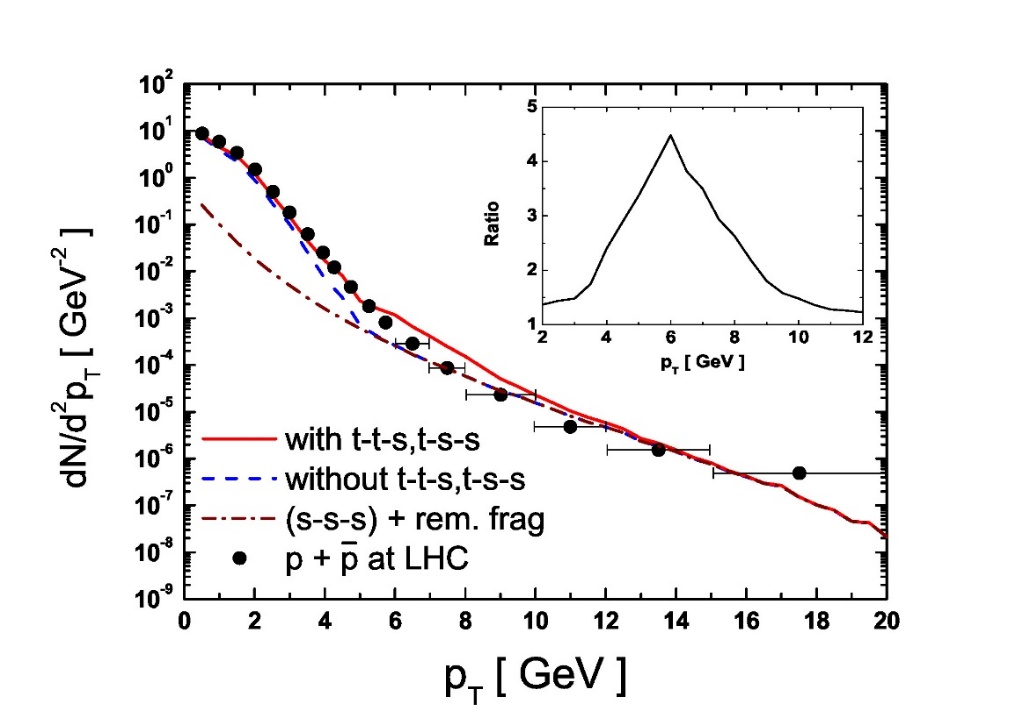 10²
10¹
10⁰
10⁻¹
10⁻²
10⁻³
10⁻⁴
10⁻⁵
10⁻⁶
10⁻⁷
10⁻⁸
10⁻⁹
dN/d²p_T [ GeV⁻² ]
5
4
3
2
1
Ratio
2 4 6 8 10 12
p_T [ GeV ]
with t-t-s,t-s-s
without t-t-s,t-s-s
(s-s-s) + rem. frag
p + p̄ at LHC
0 2 4 6 8 10 12 14 16 18 20
p_T [ GeV ]